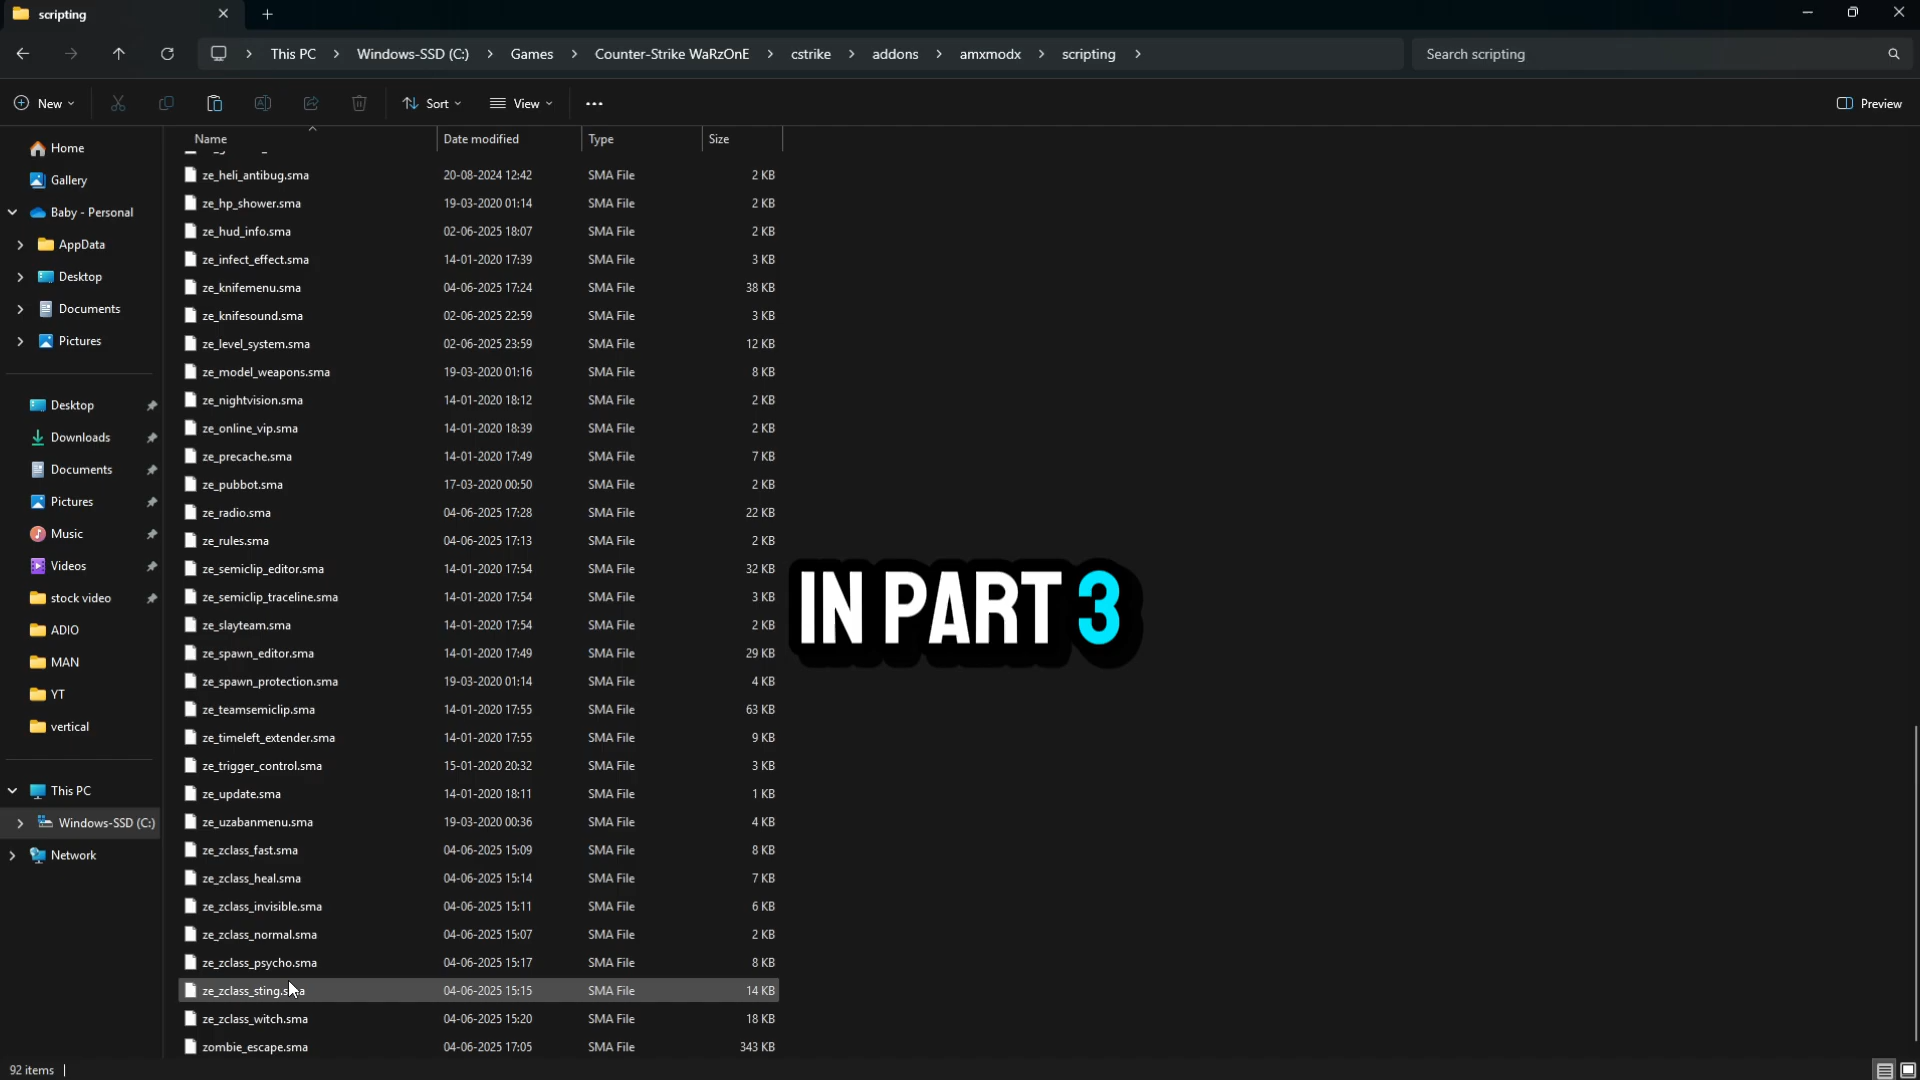 scripting
This PC > Windows-SSD (C:) > Games > Counter-Strike WaRzOnE > cstrike > addons > amxmodx > scripting >
Search scripting
New
Sort
View
Preview
Home
Gallery
Baby - Personal
AppData
Desktop
Documents
Pictures
Desktop
Downloads
Documents
Pictures
Music
Videos
stock video
ADIO
MAN
YT
vertical
This PC
Windows-SSD (C:)
Network
Name Date modified Type Size
ze_heli_antibug.sma 20-08-2024 12:42 SMA File 2 KB
ze_hp_shower.sma 19-03-2020 01:14 SMA File 2 KB
ze_hud_info.sma 02-06-2025 18:07 SMA File 2 KB
ze_infect_effect.sma 14-01-2020 17:39 SMA File 3 KB
ze_knifemenu.sma 04-06-2025 17:24 SMA File 38 KB
ze_knifesound.sma 02-06-2025 22:59 SMA File 3 KB
ze_level_system.sma 02-06-2025 23:59 SMA File 12 KB
ze_model_weapons.sma 19-03-2020 01:16 SMA File 8 KB
ze_nightvision.sma 14-01-2020 18:12 SMA File 2 KB
ze_online_vip.sma 14-01-2020 18:39 SMA File 2 KB
ze_precache.sma 14-01-2020 17:49 SMA File 7 KB
ze_pubbot.sma 17-03-2020 00:50 SMA File 2 KB
ze_radio.sma 04-06-2025 17:28 SMA File 22 KB
ze_rules.sma 04-06-2025 17:13 SMA File 2 KB
ze_semiclip_editor.sma 14-01-2020 17:54 SMA File 32 KB
ze_semiclip_traceline.sma 14-01-2020 17:54 SMA File 3 KB
ze_slayteam.sma 14-01-2020 17:54 SMA File 2 KB
ze_spawn_editor.sma 14-01-2020 17:49 SMA File 29 KB
ze_spawn_protection.sma 19-03-2020 01:14 SMA File 4 KB
ze_teamsemiclip.sma 14-01-2020 17:55 SMA File 63 KB
ze_timeleft_extender.sma 14-01-2020 17:55 SMA File 9 KB
ze_trigger_control.sma 15-01-2020 20:32 SMA File 3 KB
ze_update.sma 14-01-2020 18:11 SMA File 1 KB
ze_uzabanmenu.sma 19-03-2020 00:36 SMA File 4 KB
ze_zclass_fast.sma 04-06-2025 15:09 SMA File 8 KB
ze_zclass_heal.sma 04-06-2025 15:14 SMA File 7 KB
ze_zclass_invisible.sma 04-06-2025 15:11 SMA File 6 KB
ze_zclass_normal.sma 04-06-2025 15:07 SMA File 2 KB
ze_zclass_psycho.sma 04-06-2025 15:17 SMA File 8 KB
ze_zclass_sting.sma 04-06-2025 15:15 SMA File 14 KB
ze_zclass_witch.sma 04-06-2025 15:20 SMA File 18 KB
zombie_escape.sma 04-06-2025 17:05 SMA File 343 KB
IN PART 3
92 items